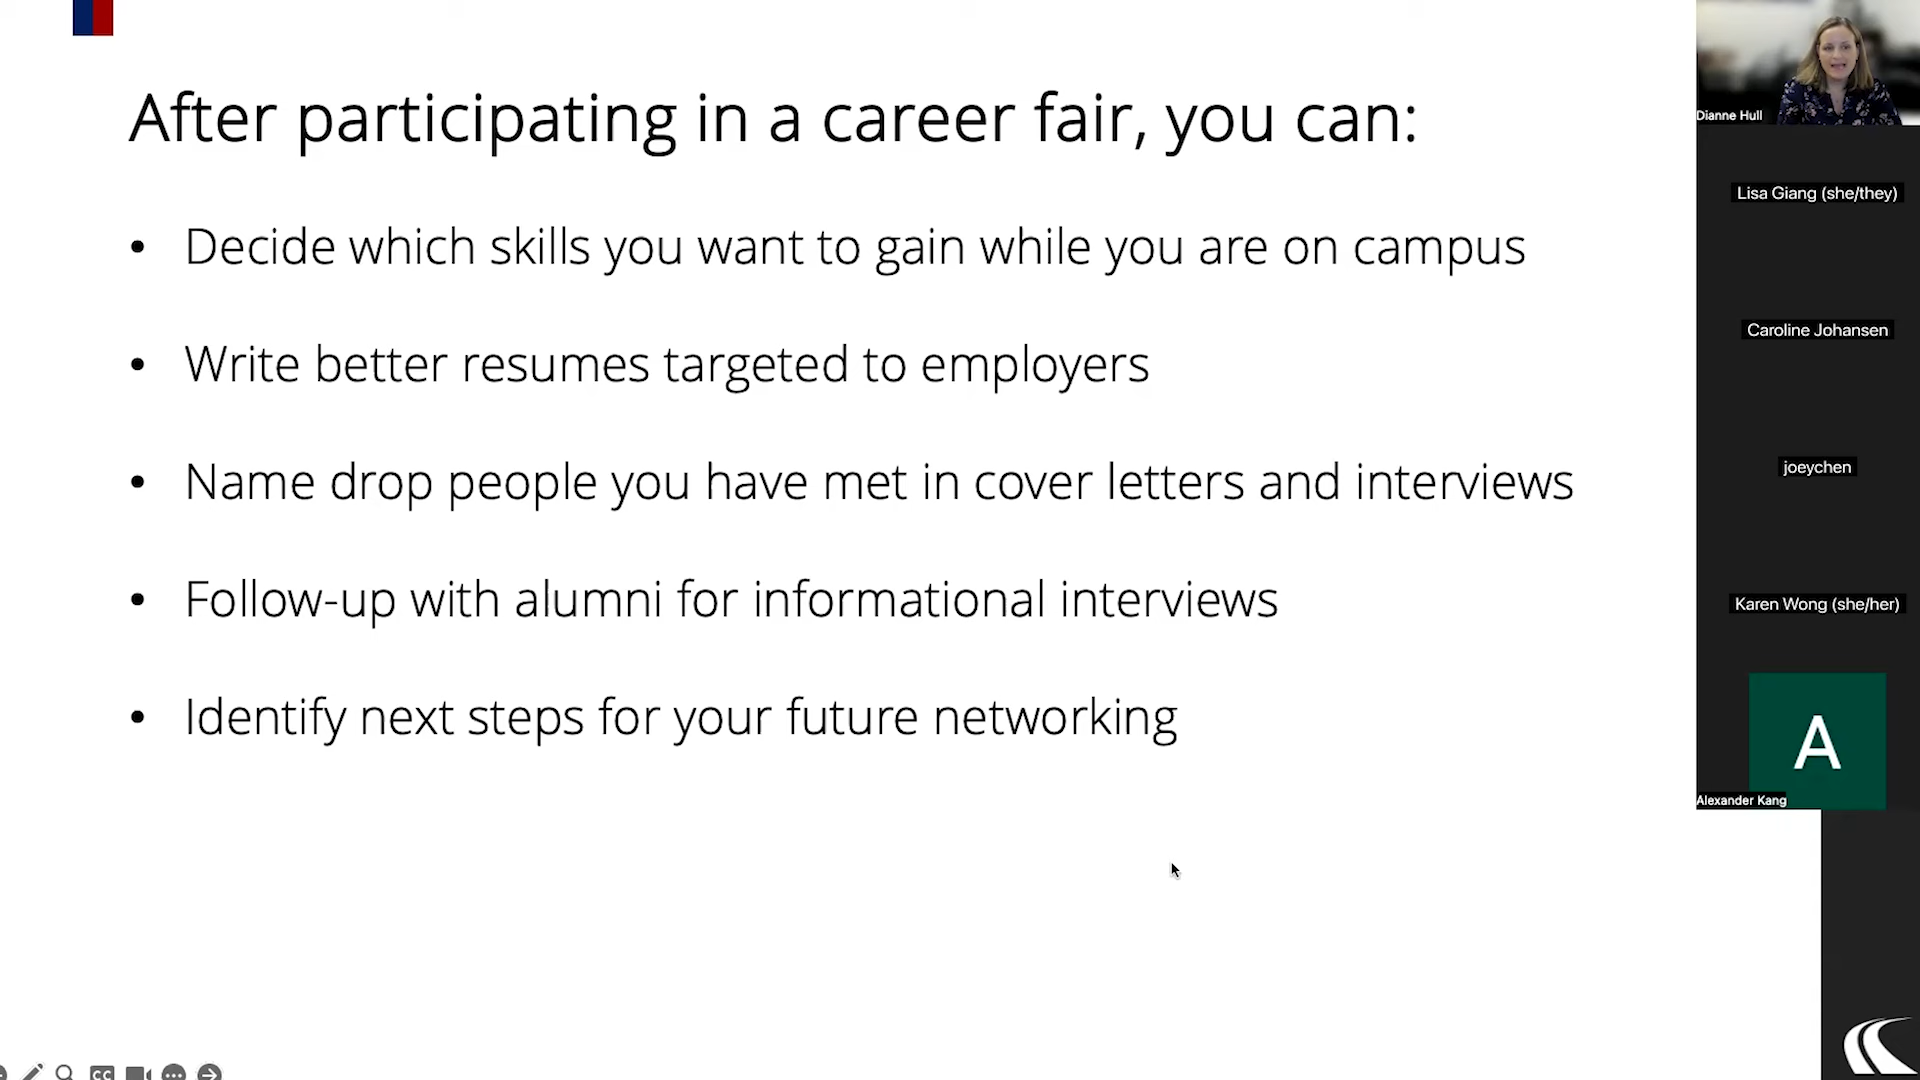 After participating in a career fair, you can:
• Decide which skills you want to gain while you are on campus
• Write better resumes targeted to employers
• Name drop people you have met in cover letters and interviews
• Follow-up with alumni for informational interviews
• Identify next steps for your future networking
Dianne Hull
Lisa Giang (she/they)
Caroline Johansen
joeychen
Karen Wong (she/her)
A
Alexander Kang
CC